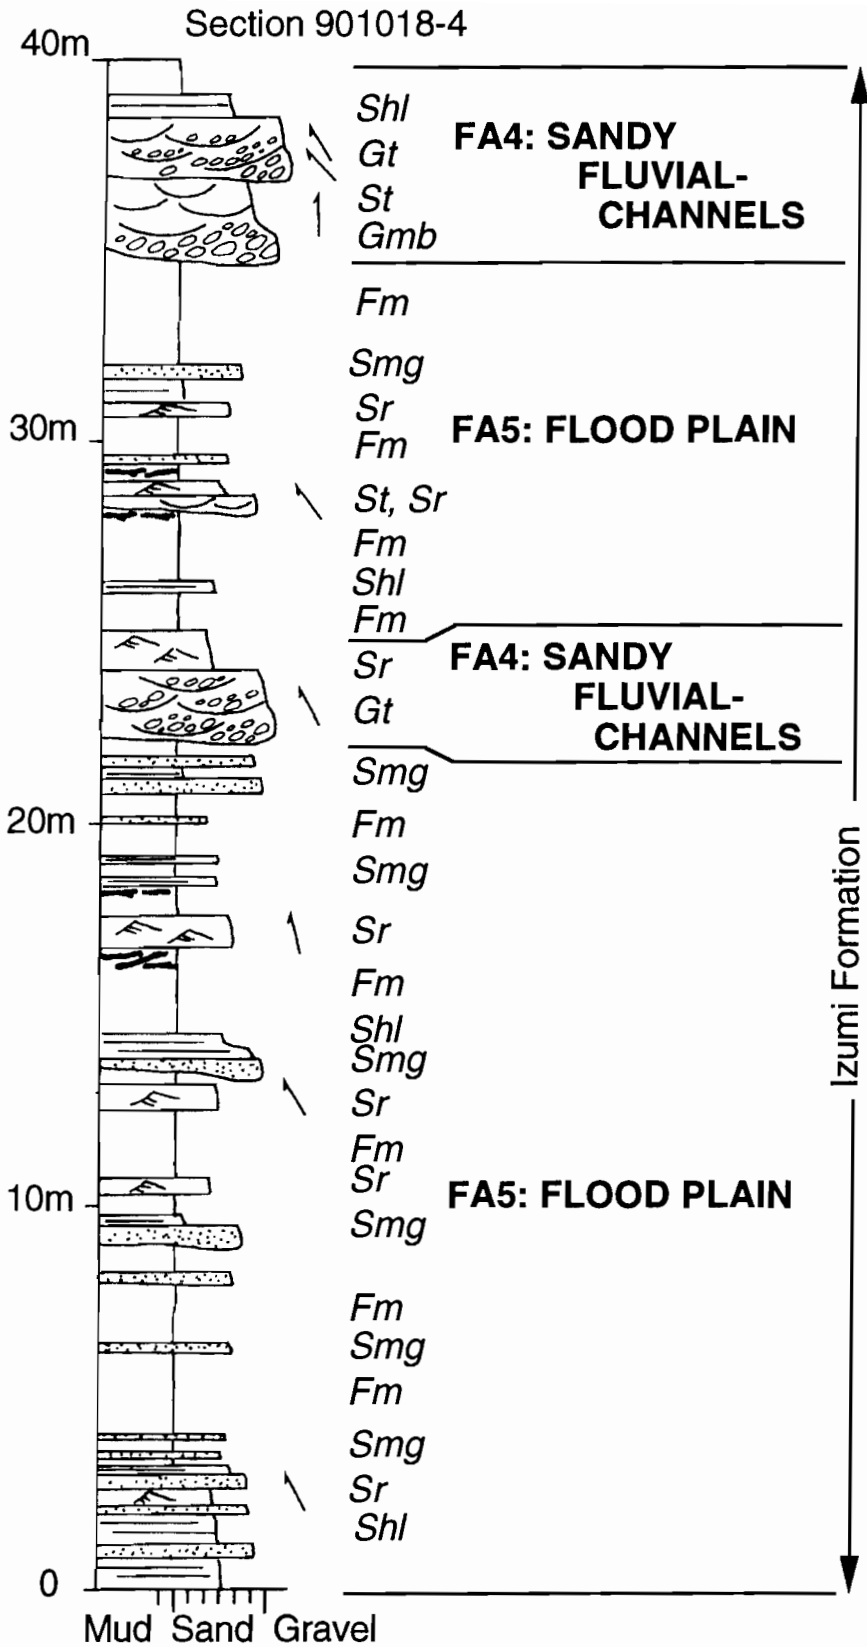 Section 901018-4
40m
Shl
FA4: SANDY
Gt
FLUVIAL-
St
CHANNELS
Gmb
Fm
Smg
Sr
30m
FA5: FLOOD PLAIN
Fm
St, Sr
Fm
Shl
Fm
FA4: SANDY
Sr
FLUVIAL-
Gt
CHANNELS
Smg
20m
Fm
Smg
Izumi Formation
Sr
Fm
Shl
Smg
Sr
Fm
Sr
10m
FA5: FLOOD PLAIN
Smg
Fm
Smg
Fm
Smg
Sr
Shl
0
Mud Sand Gravel